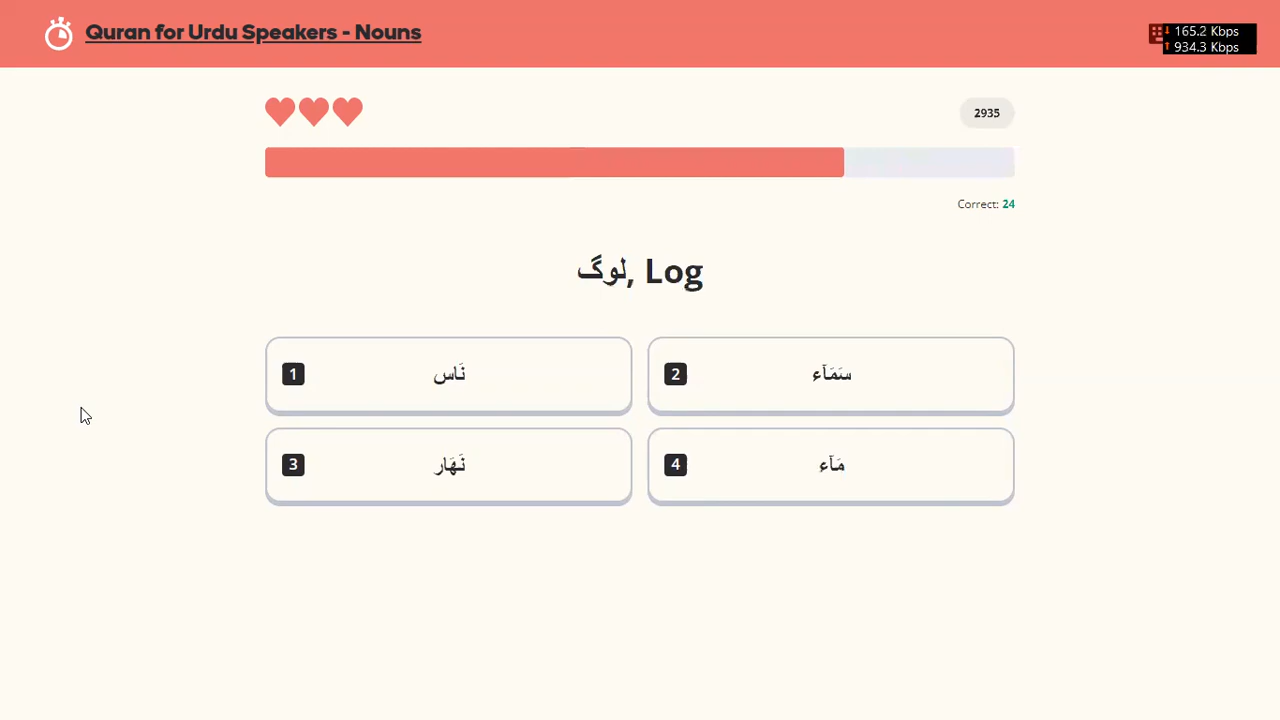 Quran for Urdu Speakers - Nouns
165.2 Kbps
934.3 Kbps
2935
Correct: 24
لوگ, Log
1 نَاس
2 سَمَآء
3 نَهَار
4 مَآء